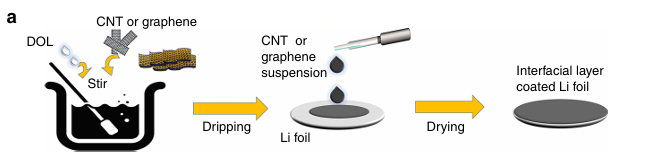 a
CNT or graphene
DOL
Stir
Dripping
CNT or
graphene
suspension
Li foil
Drying
Interfacial layer
coated Li foil